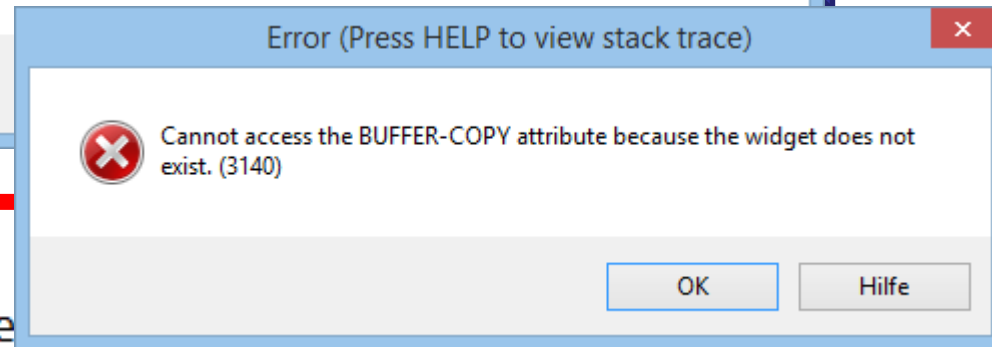 Error (Press HELP to view stack trace)
Cannot access the BUFFER-COPY attribute because the widget does not
exist. (3140)
OK
Hilfe
e